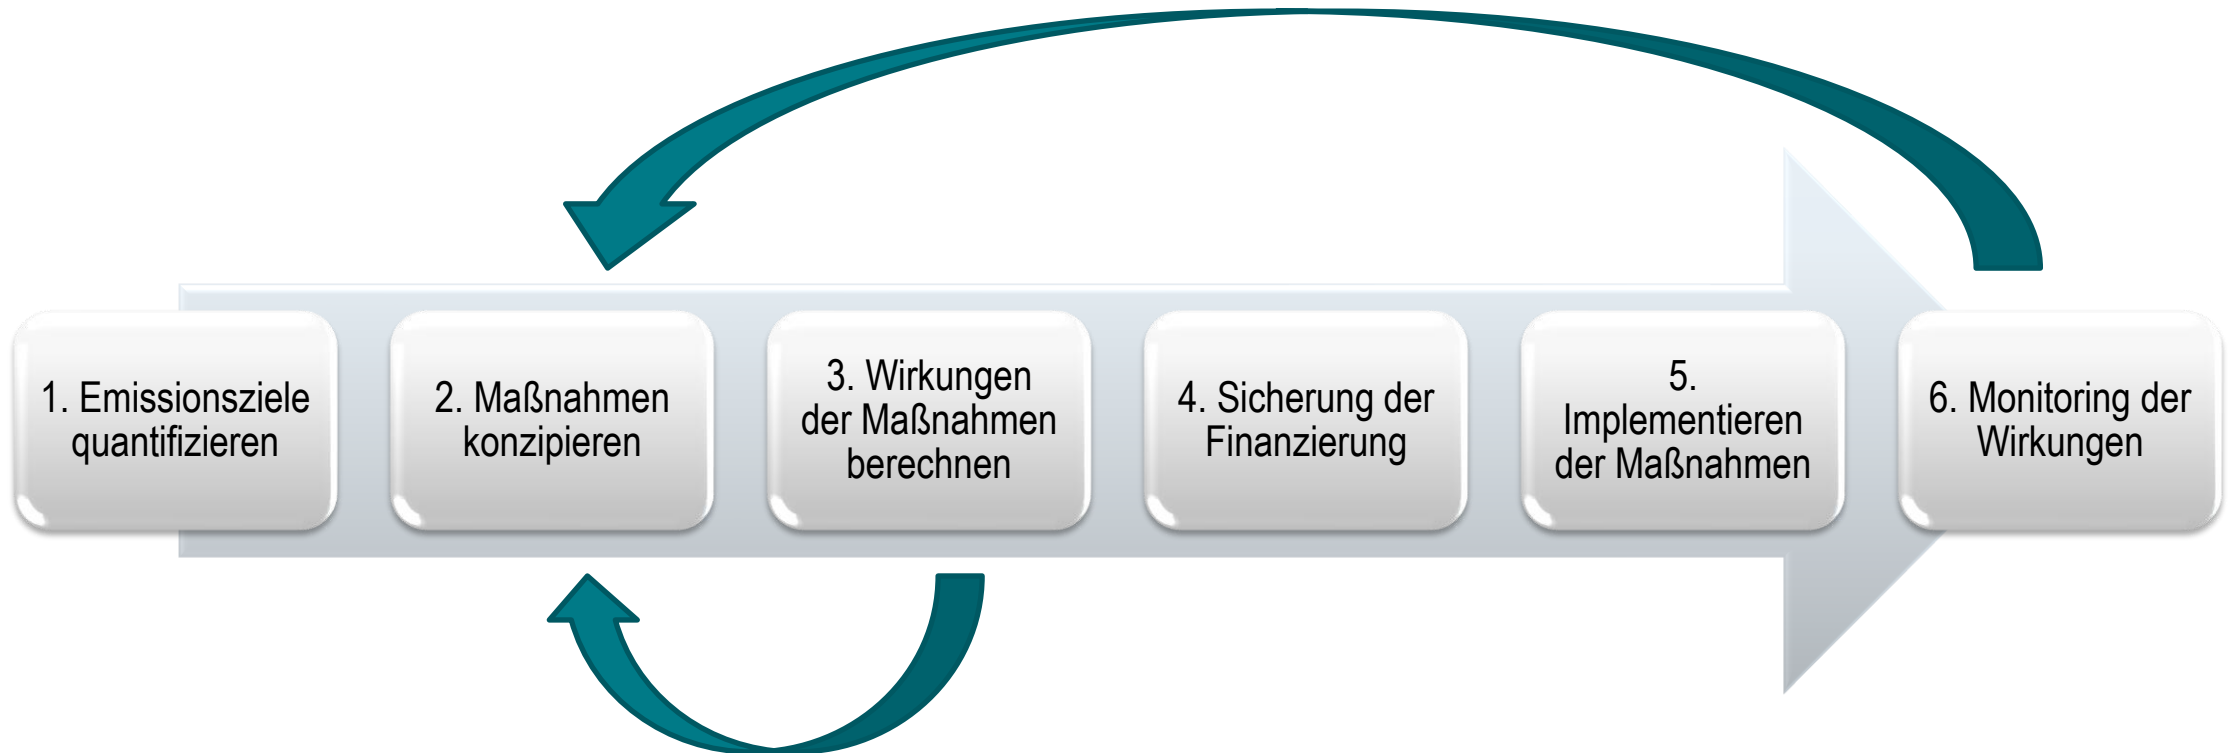 1. Emissionsziele
quantifizieren
2. Maßnahmen
konzipieren
3. Wirkungen
der Maßnahmen
berechnen
4. Sicherung der
Finanzierung
5.
Implementieren
der Maßnahmen
6. Monitoring der
Wirkungen